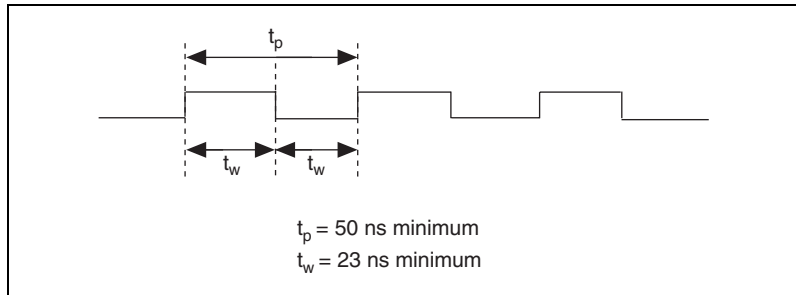 tp
tw tw
tp = 50 ns minimum
tw = 23 ns minimum